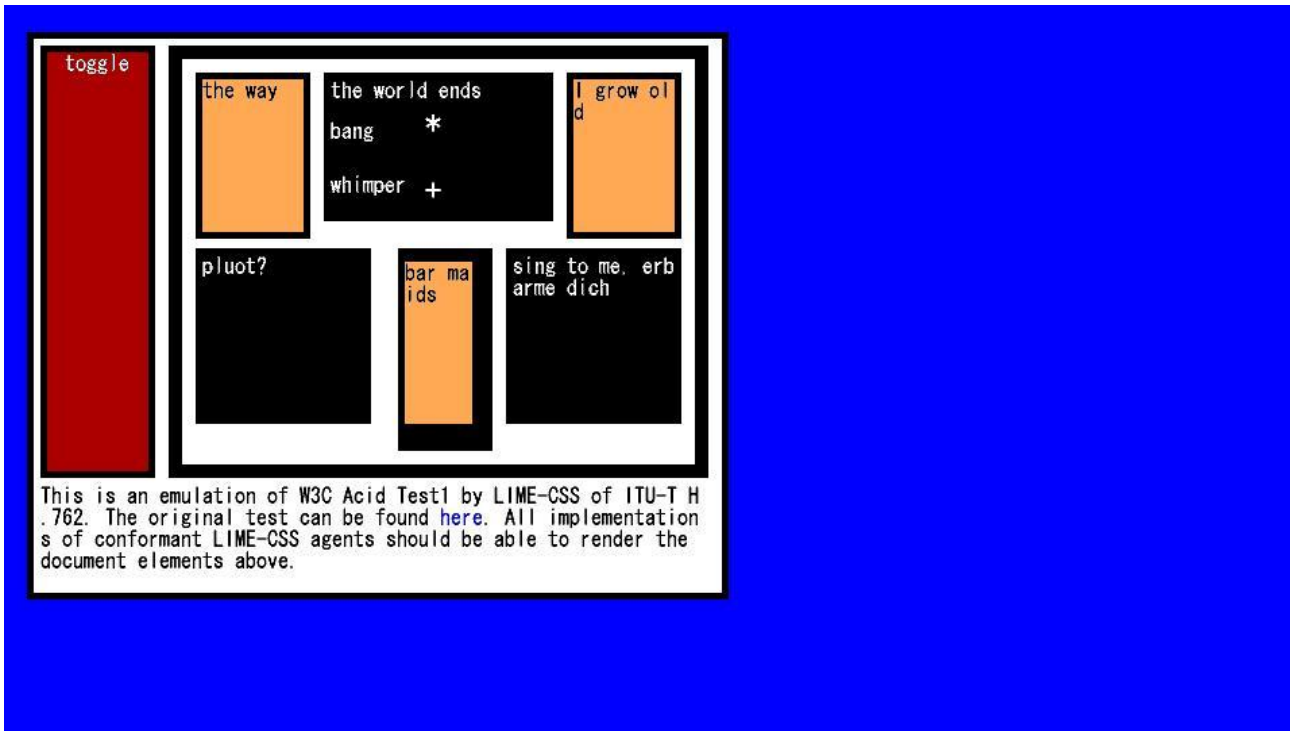 toggle
the way
the world ends
bang *
whimper +
I grow ol
d
pluot?
bar ma
ids
sing to me, erb
arme dich
This is an emulation of W3C Acid Test1 by LIME-CSS of ITU-T H
.762. The original test can be found here. All implementation
s of conformant LIME-CSS agents should be able to render the
document elements above.